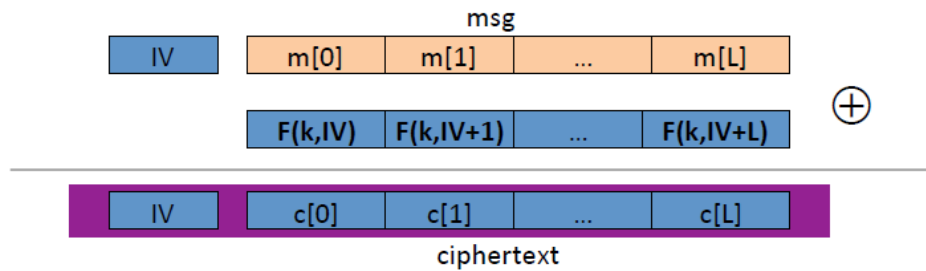 msg
IV m[0] m[1] ... m[L]
⊕
F(k,IV) F(k,IV+1) ... F(k,IV+L)
IV c[0] c[1] ... c[L]
ciphertext